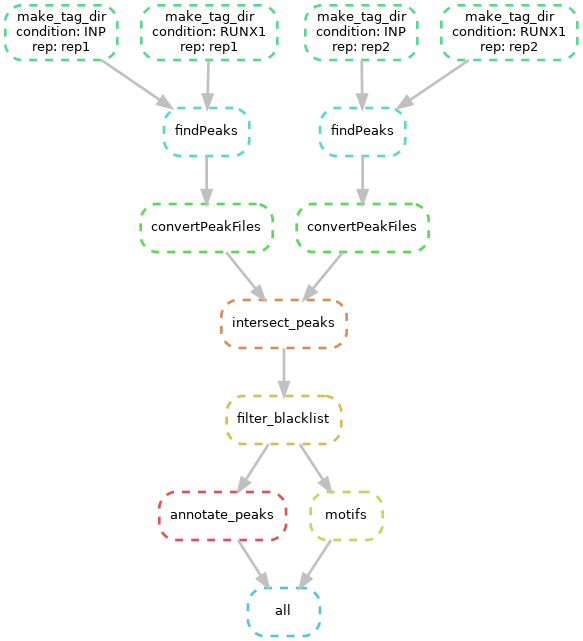 make_tag_dir
condition: INP
rep: rep1
make_tag_dir
condition: RUNX1
rep: rep1
make_tag_dir
condition: INP
rep: rep2
make_tag_dir
condition: RUNX1
rep: rep2
findPeaks
findPeaks
convertPeakFiles
convertPeakFiles
intersect_peaks
filter_blacklist
annotate_peaks
motifs
all